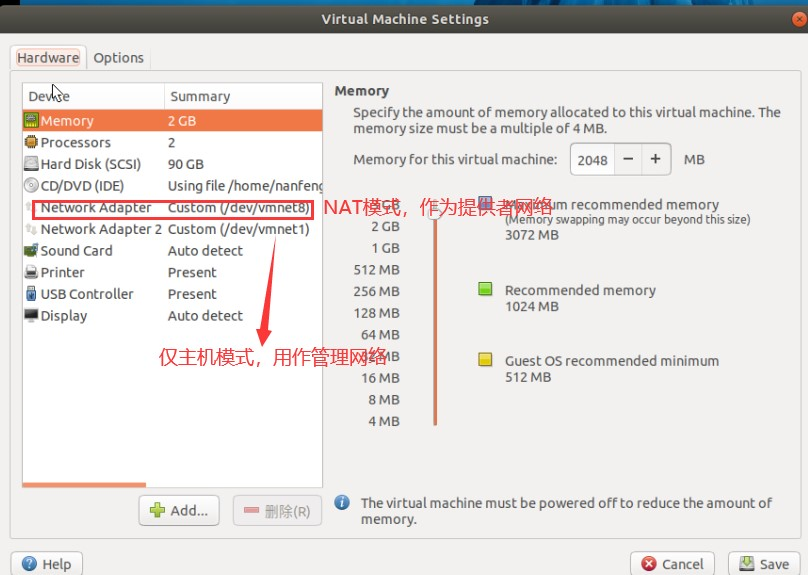 Virtual Machine Settings
Hardware
Options
Device
Summary
Memory
2 GB
Processors
2
Hard Disk (SCSI)
90 GB
CD/DVD (IDE)
Using file /home/nanfeng
Network Adapter
Custom (/dev/vmnet8)
NAT模式，作为提供者网络
Network Adapter 2
Custom (/dev/vmnet1)
Sound Card
Auto detect
Printer
Present
USB Controller
Present
Display
Auto detect
仅主机模式，用作管理网络
Add...
删除(R)
Memory
Specify the amount of memory allocated to this virtual machine. The
memory size must be a multiple of 4 MB.
Memory for this virtual machine:
2048
MB
2 GB
1 GB
512 MB
256 MB
128 MB
64 MB
16 MB
8 MB
4 MB
Maximum recommended memory
(Memory swapping may occur beyond this size)
3072 MB
Recommended memory
1024 MB
Guest OS recommended minimum
512 MB
The virtual machine must be powered off to reduce the amount of
memory.
Help
Cancel
Save